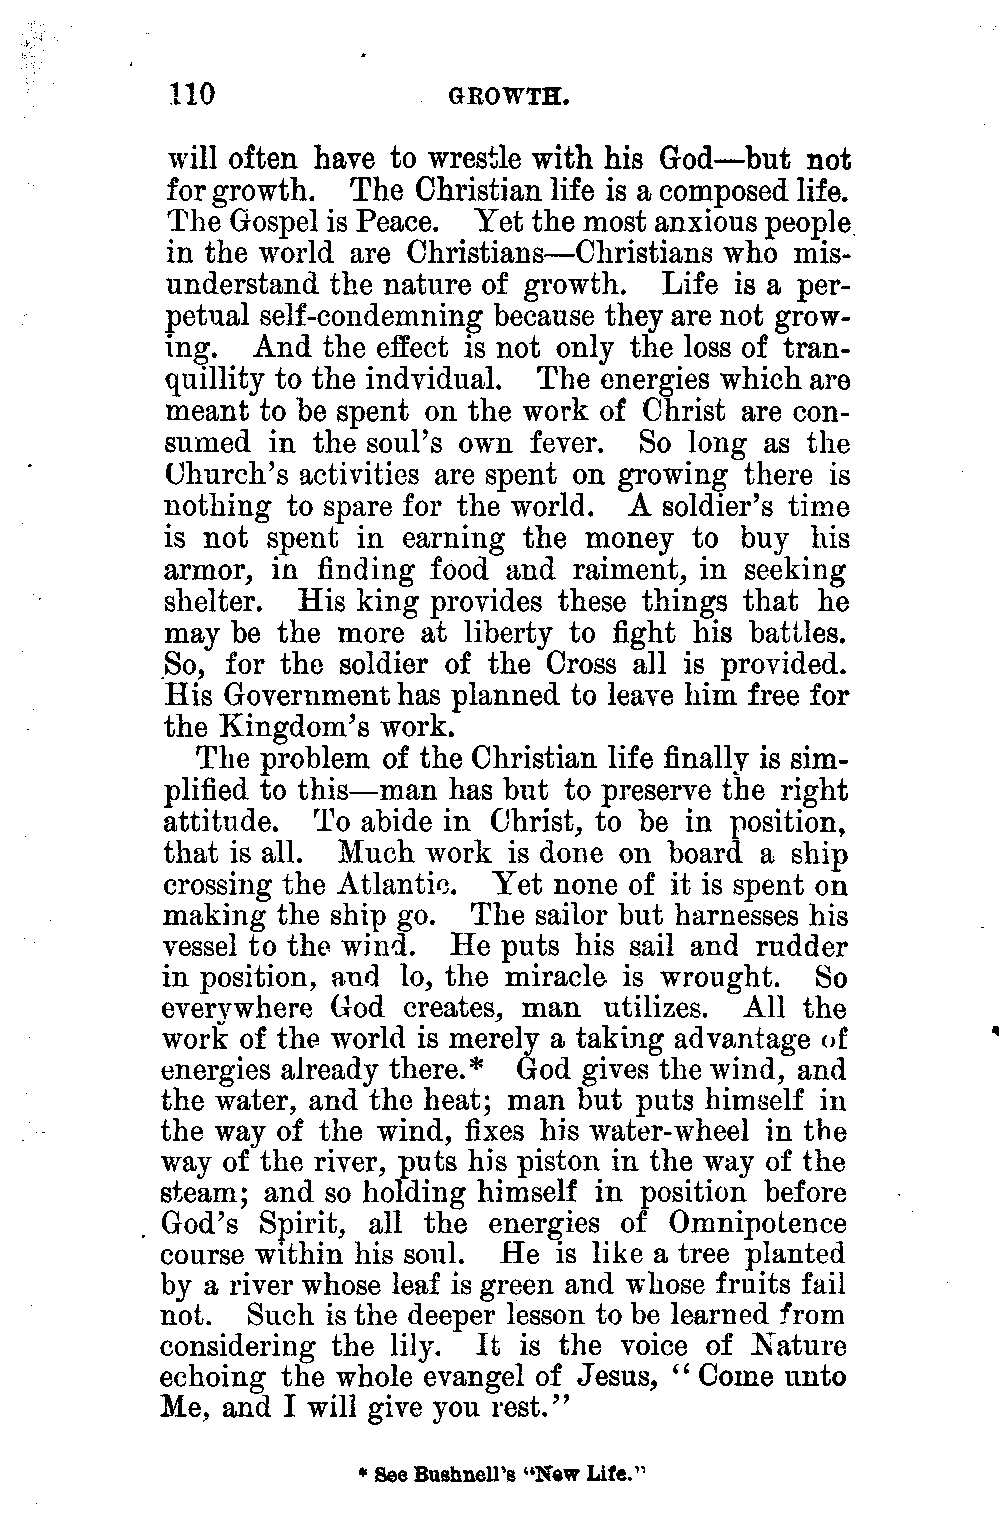 110 GROWTH.
will often have to wrestle with his God—but not
for growth. The Christian life is a composed life.
The Gospel is Peace. Yet the most anxious people
in the world are Christians—Christians who mis-
understand the nature of growth. Life is a per-
petual self-condemning because they are not grow-
ing. And the effect is not only the loss of tran-
quillity to the indvidual. The energies which are
meant to be spent on the work of Christ are con-
sumed in the soul's own fever. So long as the
Church's activities are spent on growing there is
nothing to spare for the world. A soldier's time
is not spent in earning the money to buy his
armor, in finding food and raiment, in seeking
shelter. His king provides these things that he
may be the more at liberty to fight his battles.
So, for the soldier of the Cross all is provided.
His Government has planned to leave him free for
the Kingdom's work.
The problem of the Christian life finally is sim-
plified to this—man has but to preserve the right
attitude. To abide in Christ, to be in position,
that is all. Much work is done on board a ship
crossing the Atlantic. Yet none of it is spent on
making the ship go. The sailor but harnesses his
vessel to the wind. He puts his sail and rudder
in position, and lo, the miracle is wrought. So
everywhere God creates, man utilizes. All the
work of the world is merely a taking advantage of
energies already there.* God gives the wind, and
the water, and the heat; man but puts himself in
the way of the wind, fixes his water-wheel in the
way of the river, puts his piston in the way of the
steam; and so holding himself in position before
God's Spirit, all the energies of Omnipotence
course within his soul. He is like a tree planted
by a river whose leaf is green and whose fruits fail
not. Such is the deeper lesson to be learned from
considering the lily. It is the voice of Nature
echoing the whole evangel of Jesus, "Come unto
Me, and I will give you rest."
* See Bushnell's "New Life."